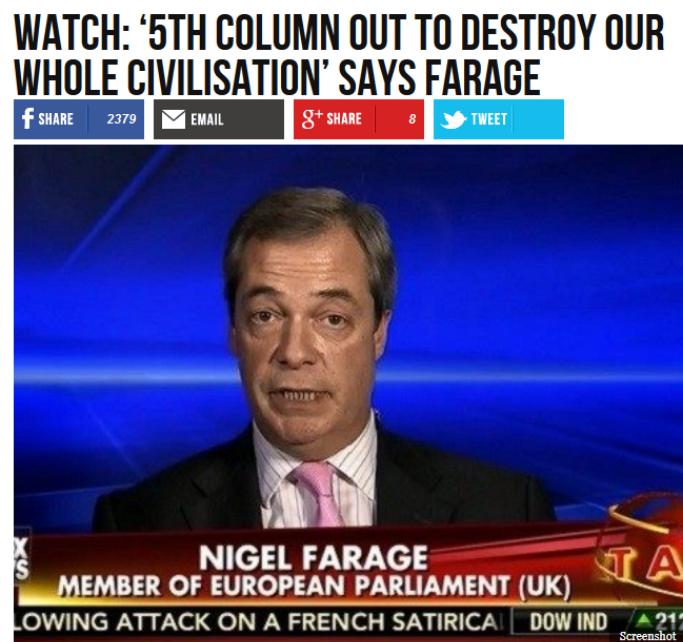 WATCH: ‘5TH COLUMN OUT TO DESTROY OUR
WHOLE CIVILISATION’ SAYS FARAGE
f SHARE 2379 EMAIL g+ SHARE 8 TWEET
NIGEL FARAGE
MEMBER OF EUROPEAN PARLIAMENT (UK)
LOWING ATTACK ON A FRENCH SATIRICA DOW IND
Screenshot